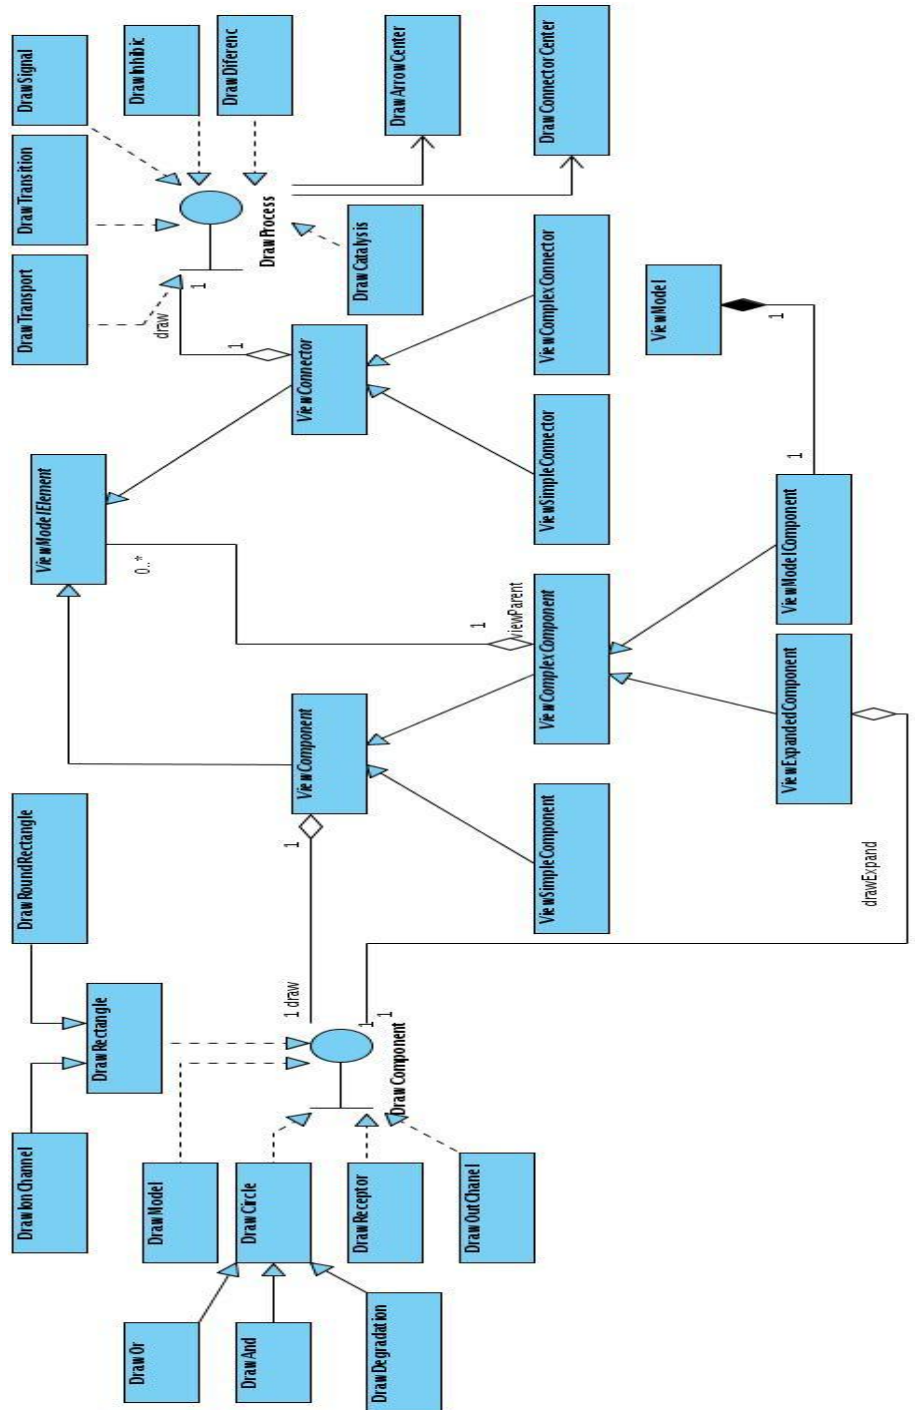 DrawIonChannel
DrawRoundRectangle
DrawTransport
DrawTransition
DrawSignal
DrawRectangle
ViewModelElement
DrawInhibic
DrawOr
DrawModel
0..*
draw
1
DrawDiferenc
DrawAnd
DrawCircle
1
1
DrawProcess
1 draw
ViewComponent
ViewConnector
1
DrawDegradation
DrawReceptor
DrawCatalysis
DrawArrowCenter
1
DrawComponent
DrawOutChanel
1
viewParent
ViewSimpleComponent
ViewComplexComponent
ViewSimpleConnector
ViewComplexConnector
DrawConnectorCenter
ViewModel
1
1
ViewExpandedComponent
ViewModelComponent
drawExpand
1